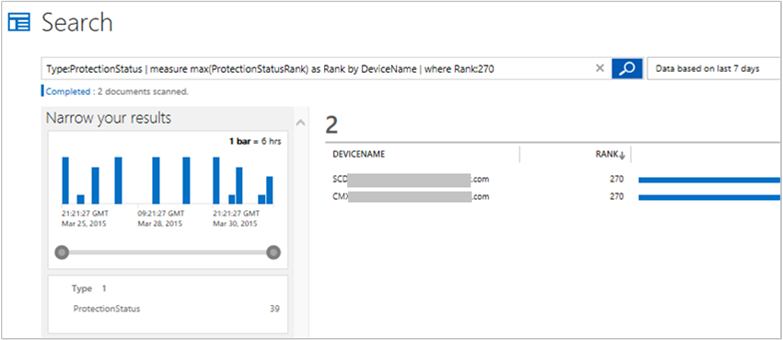 Search
Type:ProtectionStatus | measure max(ProtectionStatusRank) as Rank by DeviceName | where Rank:270
Data based on last 7 days
Completed : 2 documents scanned.
Narrow your results
1 bar = 6 hrs
21:21:27 GMT 09:21:27 GMT 21:21:27 GMT
Mar 25, 2015 Mar 28, 2015 Mar 30, 2015
Type 1
ProtectionStatus 39
2
DEVICENAME RANK↓
SCD .com 270
CMX .com 270